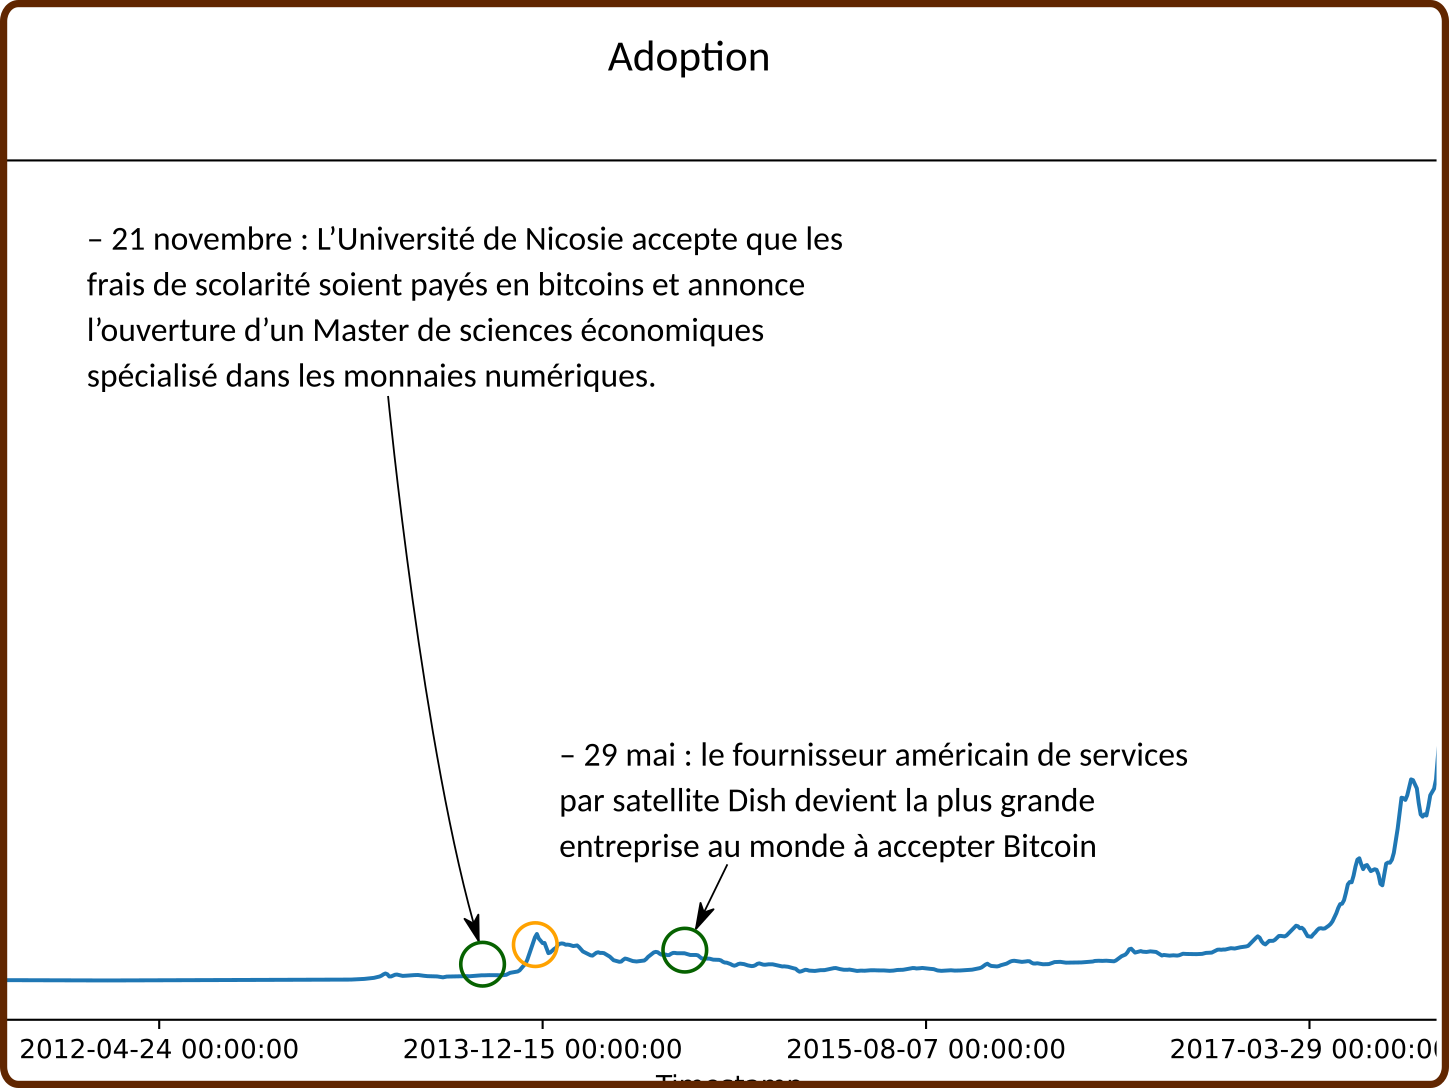 Adoption
– 21 novembre : L’Université de Nicosie accepte que les
frais de scolarité soient payés en bitcoins et annonce
l’ouverture d’un Master de sciences économiques
spécialisé dans les monnaies numériques.
– 29 mai : le fournisseur américain de services
par satellite Dish devient la plus grande
entreprise au monde à accepter Bitcoin
2012-04-24 00:00:00 2013-12-15 00:00:00 2015-08-07 00:00:00 2017-03-29 00:00:00
Timestamp